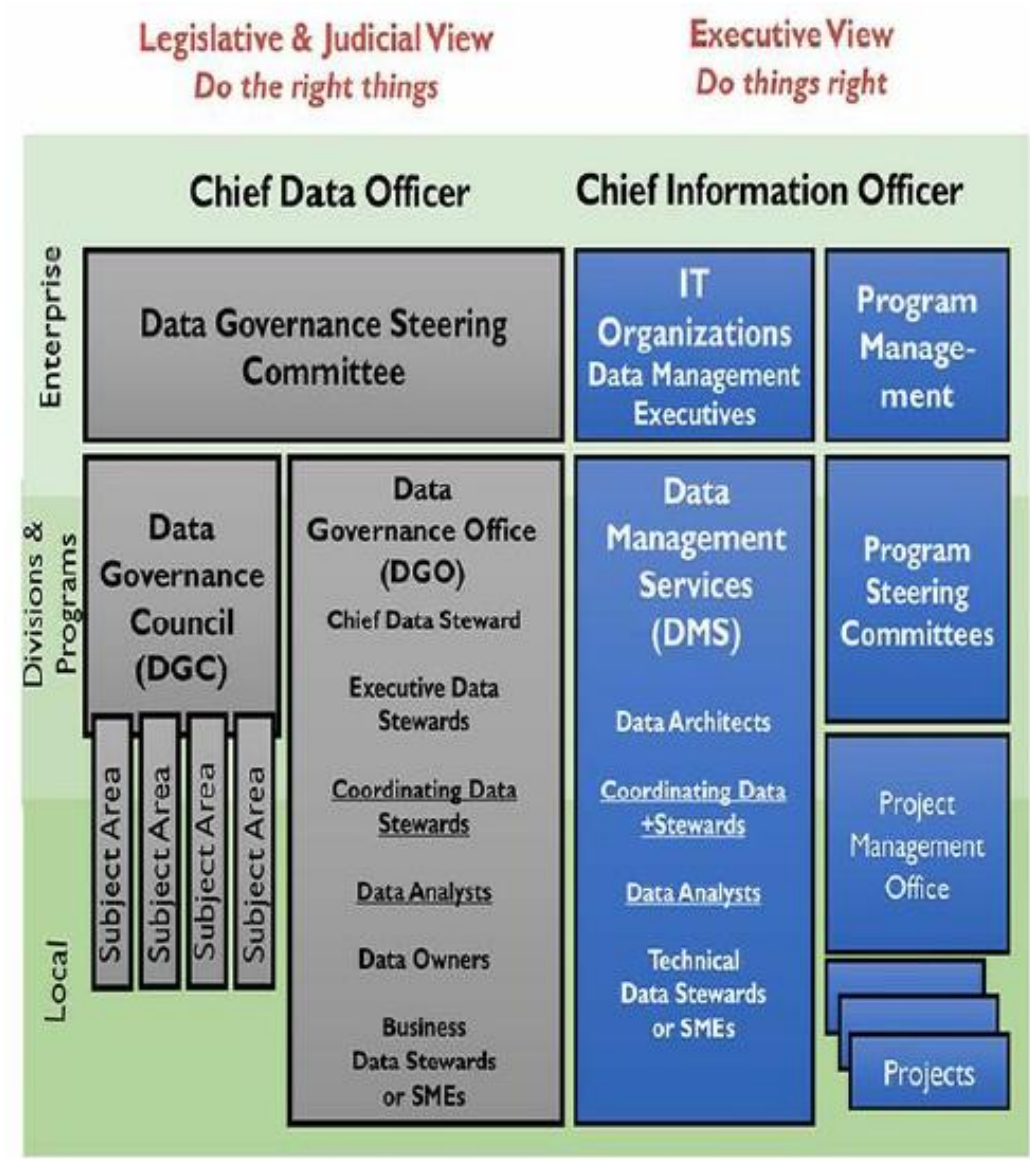 Legislative & Judicial View
Do the right things
Executive View
Do things right
Chief Data Officer
Chief Information Officer
Enterprise
Data Governance Steering
Committee
IT
Organizations
Data Management
Executives
Program
Manage-
ment
Divisions &
Programs
Data
Governance
Council
(DGC)
Subject Area
Subject Area
Subject Area
Subject Area
Data
Governance Office
(DGO)
Chief Data Steward
Executive Data
Stewards
Coordinating Data
Stewards
Data Analysts
Data Owners
Business
Data Stewards
or SMEs
Data
Management
Services
(DMS)
Data Architects
Coordinating Data
+Stewards
Data Analysts
Technical
Data Stewards
or SMEs
Program
Steering
Committees
Project
Management
Office
Projects
Local